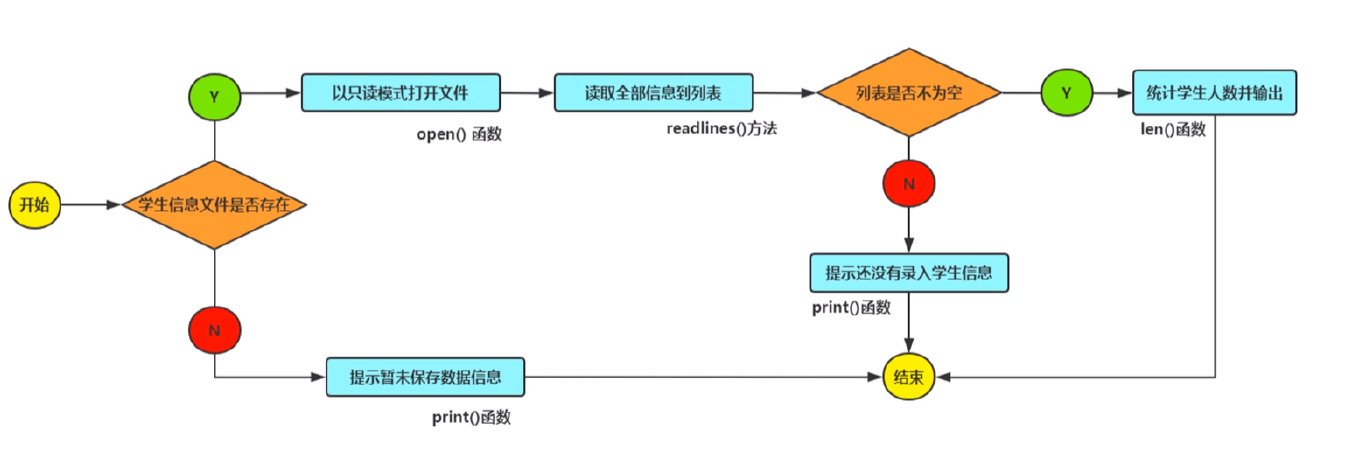 开始
学生信息文件是否存在
Y
以只读模式打开文件
open() 函数
读取全部信息到列表
readlines()方法
列表是否不为空
Y
统计学生人数并输出
len()函数
N
提示还没有录入学生信息
print()函数
N
提示暂未保存数据信息
print()函数
结束